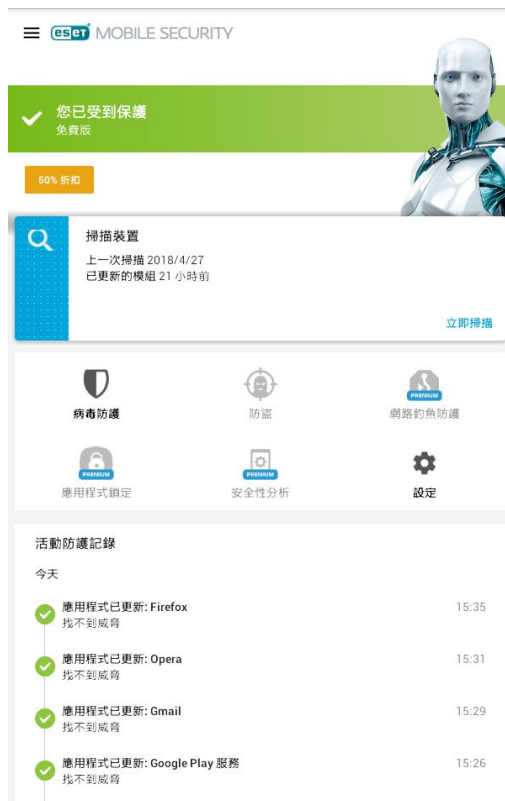 eset MOBILE SECURITY
您已受到保護
免費版
50% 折扣
掃描裝置
上一次掃描 2018/4/27
已更新的模組 21 小時前
立即掃描
病毒防護
防盜
PREMIUM
網路釣魚防護
PREMIUM
應用程式鎖定
PREMIUM
安全性分析
設定
活動防護記錄
今天
應用程式已更新: Firefox 15:35
找不到威脅
應用程式已更新: Opera 15:31
找不到威脅
應用程式已更新: Gmail 15:29
找不到威脅
應用程式已更新: Google Play 服務 15:26
找不到威脅